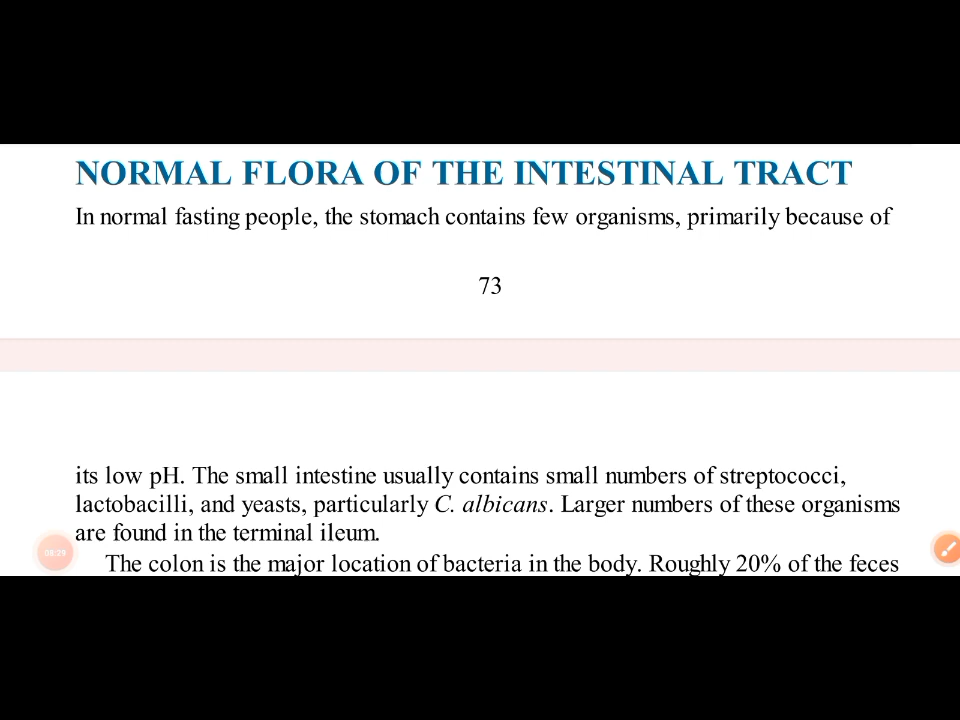 NORMAL FLORA OF THE INTESTINAL TRACT
In normal fasting people, the stomach contains few organisms, primarily because of
73
its low pH. The small intestine usually contains small numbers of streptococci,
lactobacilli, and yeasts, particularly C. albicans. Larger numbers of these organisms
are found in the terminal ileum.
08:29
The colon is the major location of bacteria in the body. Roughly 20% of the feces